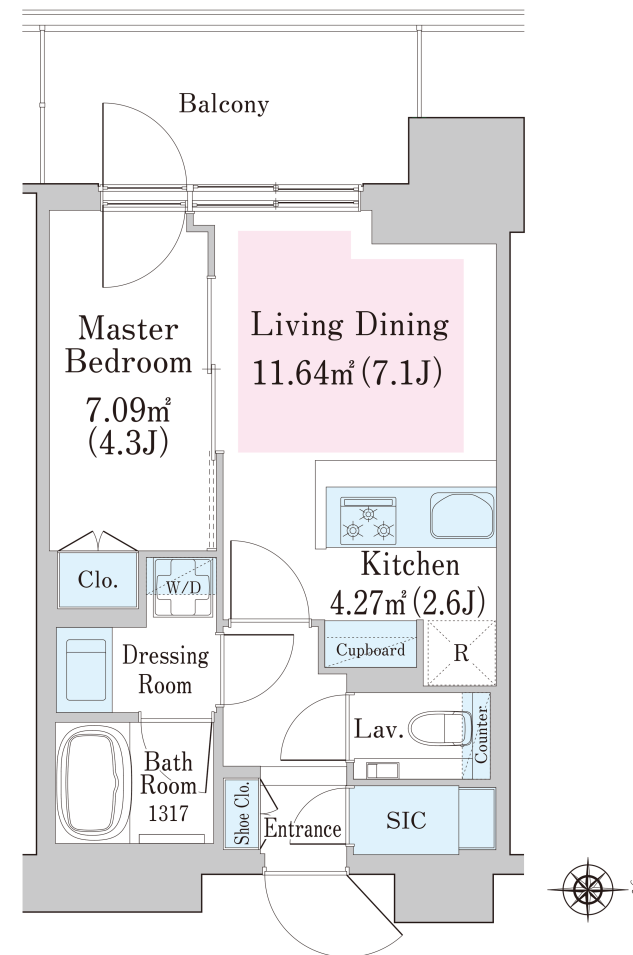 Balcony
Master
Bedroom
7.09㎡
(4.3J)
Living Dining
11.64㎡(7.1J)
Kitchen
4.27㎡(2.6J)
Clo.
W/D
Cupboard
R
Dressing
Room
Lav.
Counter
Bath
Room
1317
Shoe Clo.
Entrance
SIC